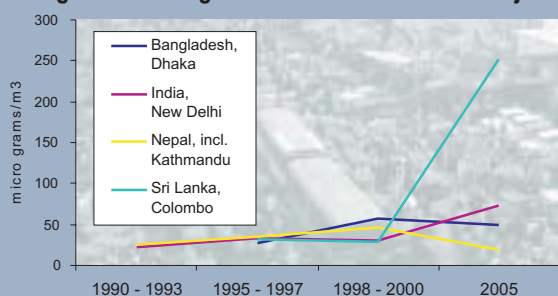 300
250
200
150
100
50
0
micro grams/m3
Bangladesh,
Dhaka
India,
New Delhi
Nepal, incl.
Kathmandu
Sri Lanka,
Colombo
1990 - 1993 1995 - 1997 1998 - 2000 2005